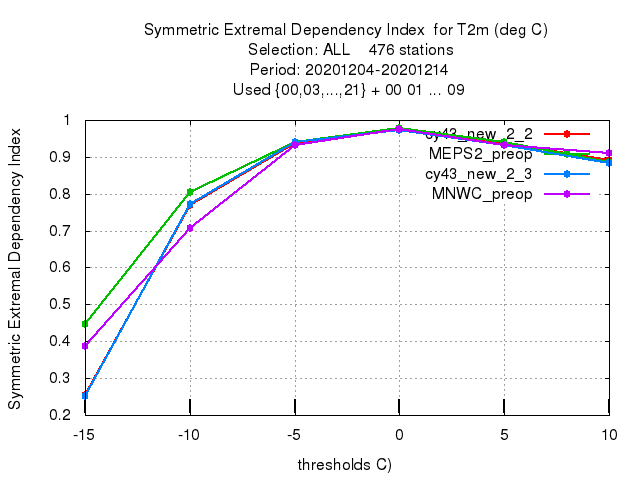 Symmetric Extremal Dependency Index for T2m (deg C)
Selection: ALL 476 stations
Period: 20201204-20201214
Used {00,03,...,21} + 00 01 ... 09
Symmetric Extremal Dependency Index
1
0.9
0.8
0.7
0.6
0.5
0.4
0.3
0.2
cy43_new_2_2
MEPS2_preop
cy43_new_2_3
MNWC_preop
-15 -10 -5 0 5 10
thresholds C)